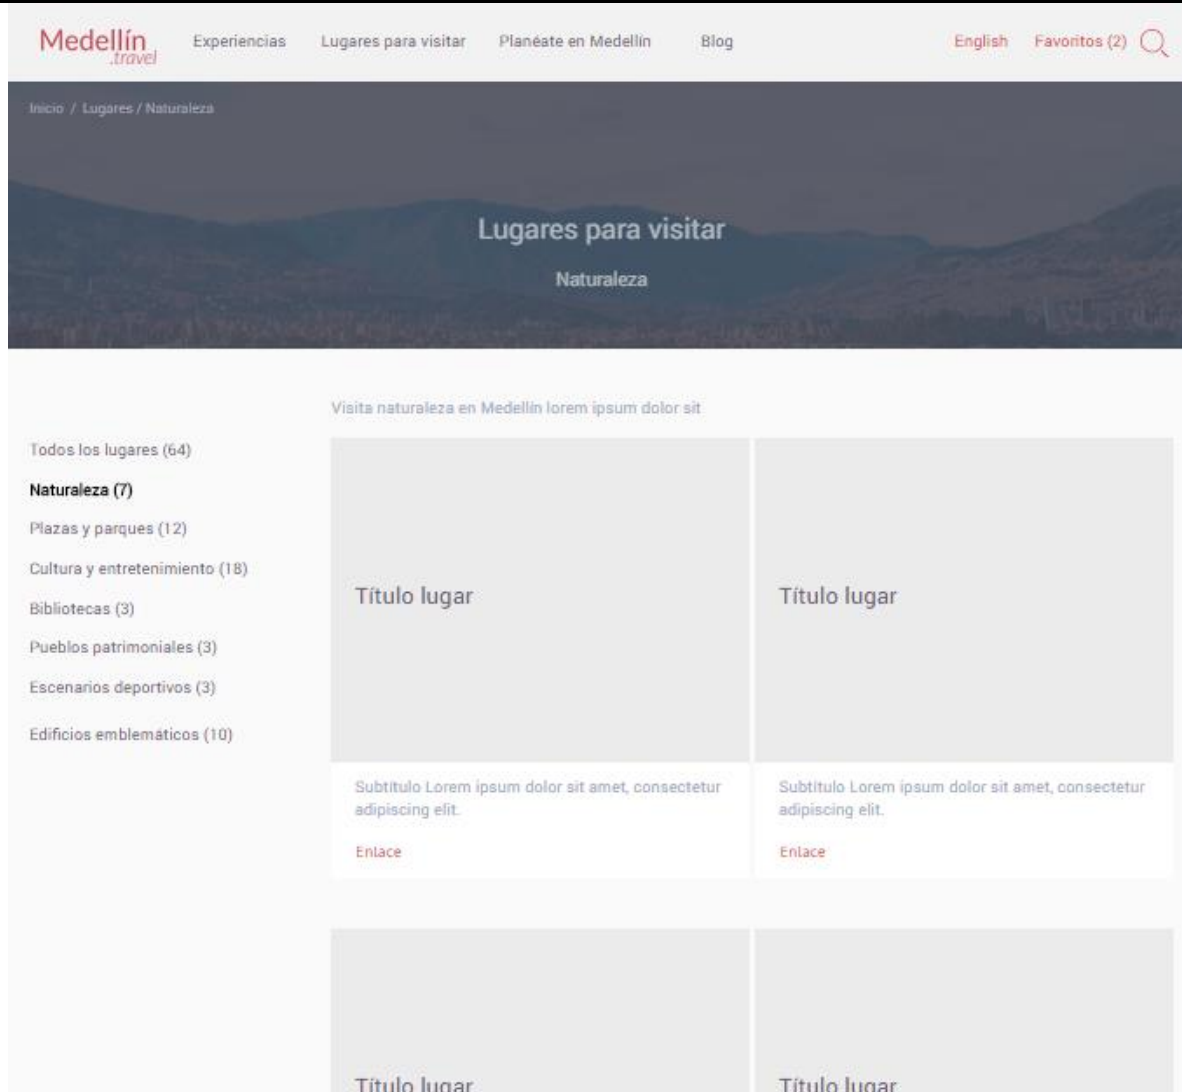 Medellín
.travel
Experiencias Lugares para visitar Planéate en Medellín Blog English Favoritos (2)
Inicio / Lugares / Naturaleza
Lugares para visitar
Naturaleza
Visita naturaleza en Medellín lorem ipsum dolor sit
Todos los lugares (64)
Naturaleza (7)
Plazas y parques (12)
Cultura y entretenimiento (18)
Bibliotecas (3)
Pueblos patrimoniales (3)
Escenarios deportivos (3)
Edificios emblemáticos (10)
Título lugar
Subtítulo Lorem ipsum dolor sit amet, consectetur
adipiscing elit.
Enlace
Título lugar
Subtítulo Lorem ipsum dolor sit amet, consectetur
adipiscing elit.
Enlace
Título lugar
Título lugar